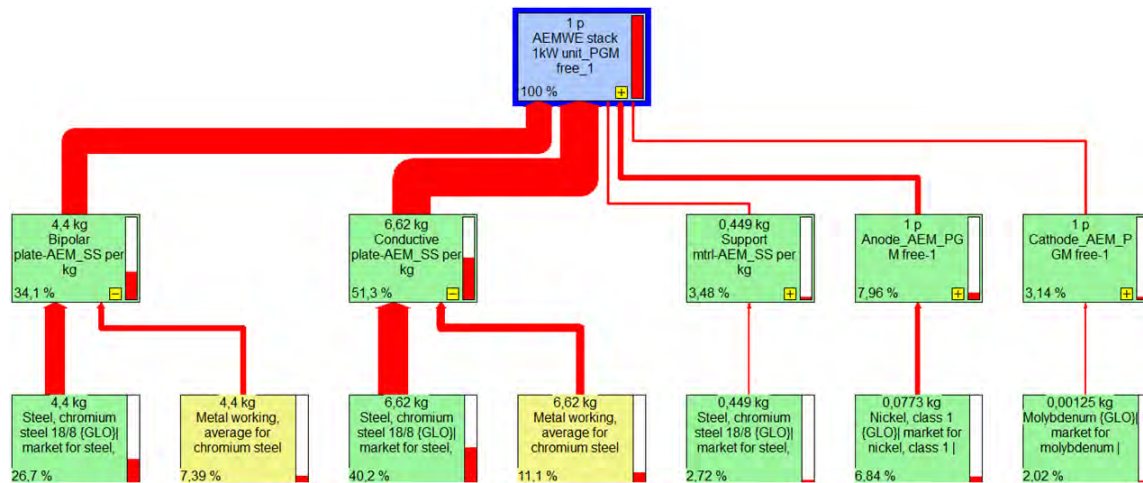 1 p
AEMWE stack
1kW unit_PGM
free_1
100 %
4,4 kg
Bipolar
plate-AEM_SS per
kg
34,1 %
6,62 kg
Conductive
plate-AEM_SS per
kg
51,3 %
0,449 kg
Support
mtrl-AEM_SS per
kg
3,48 %
1 p
Anode_AEM_PG
M free-1
7,96 %
1 p
Cathode_AEM_P
GM free-1
3,14 %
4,4 kg
Steel, chromium
steel 18/8 {GLO}|
market for steel,
26,7 %
4,4 kg
Metal working,
average for
chromium steel
7,39 %
6,62 kg
Steel, chromium
steel 18/8 {GLO}|
market for steel,
40,2 %
6,62 kg
Metal working,
average for
chromium steel
11,1 %
0,449 kg
Steel, chromium
steel 18/8 {GLO}|
market for steel,
2,72 %
0,0773 kg
Nickel, class 1
{GLO}| market for
nickel, class 1 |
6,84 %
0,00125 kg
Molybdenum {GLO}|
market for
molybdenum |
2,02 %